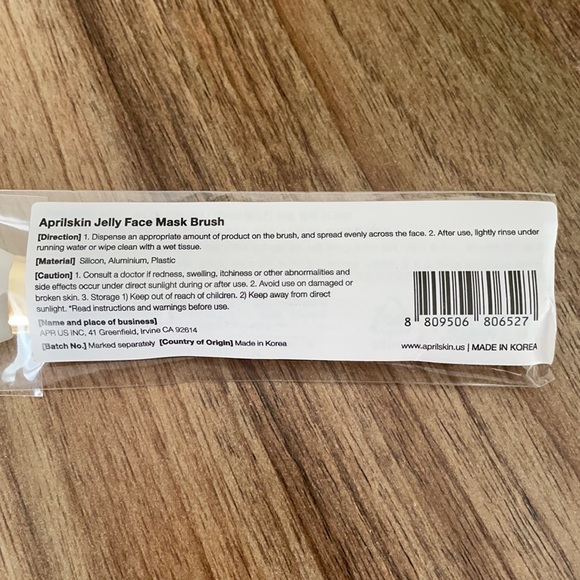 Aprilskin Jelly Face Mask Brush
[Direction] 1. Dispense an appropriate amount of product on the brush, and spread evenly across the face. 2. After use, lightly rinse under
running water or wipe clean with a wet tissue.
[Material] Silicon, Aluminium, Plastic
[Caution] 1. Consult a doctor if redness, swelling, itchiness or other abnormalities and
side effects occur under direct sunlight during or after use. 2. Avoid use on damaged or
broken skin. 3. Storage 1) Keep out of reach of children. 2) Keep away from direct
sunlight. *Read instructions and warnings before use.
[Name and place of business]
APR US INC, 41 Greenfield, Irvine CA 92614
[Batch No.] Marked separately [Country of Origin] Made in Korea
8 809506 806527
www.aprilskin.us | MADE IN KOREA